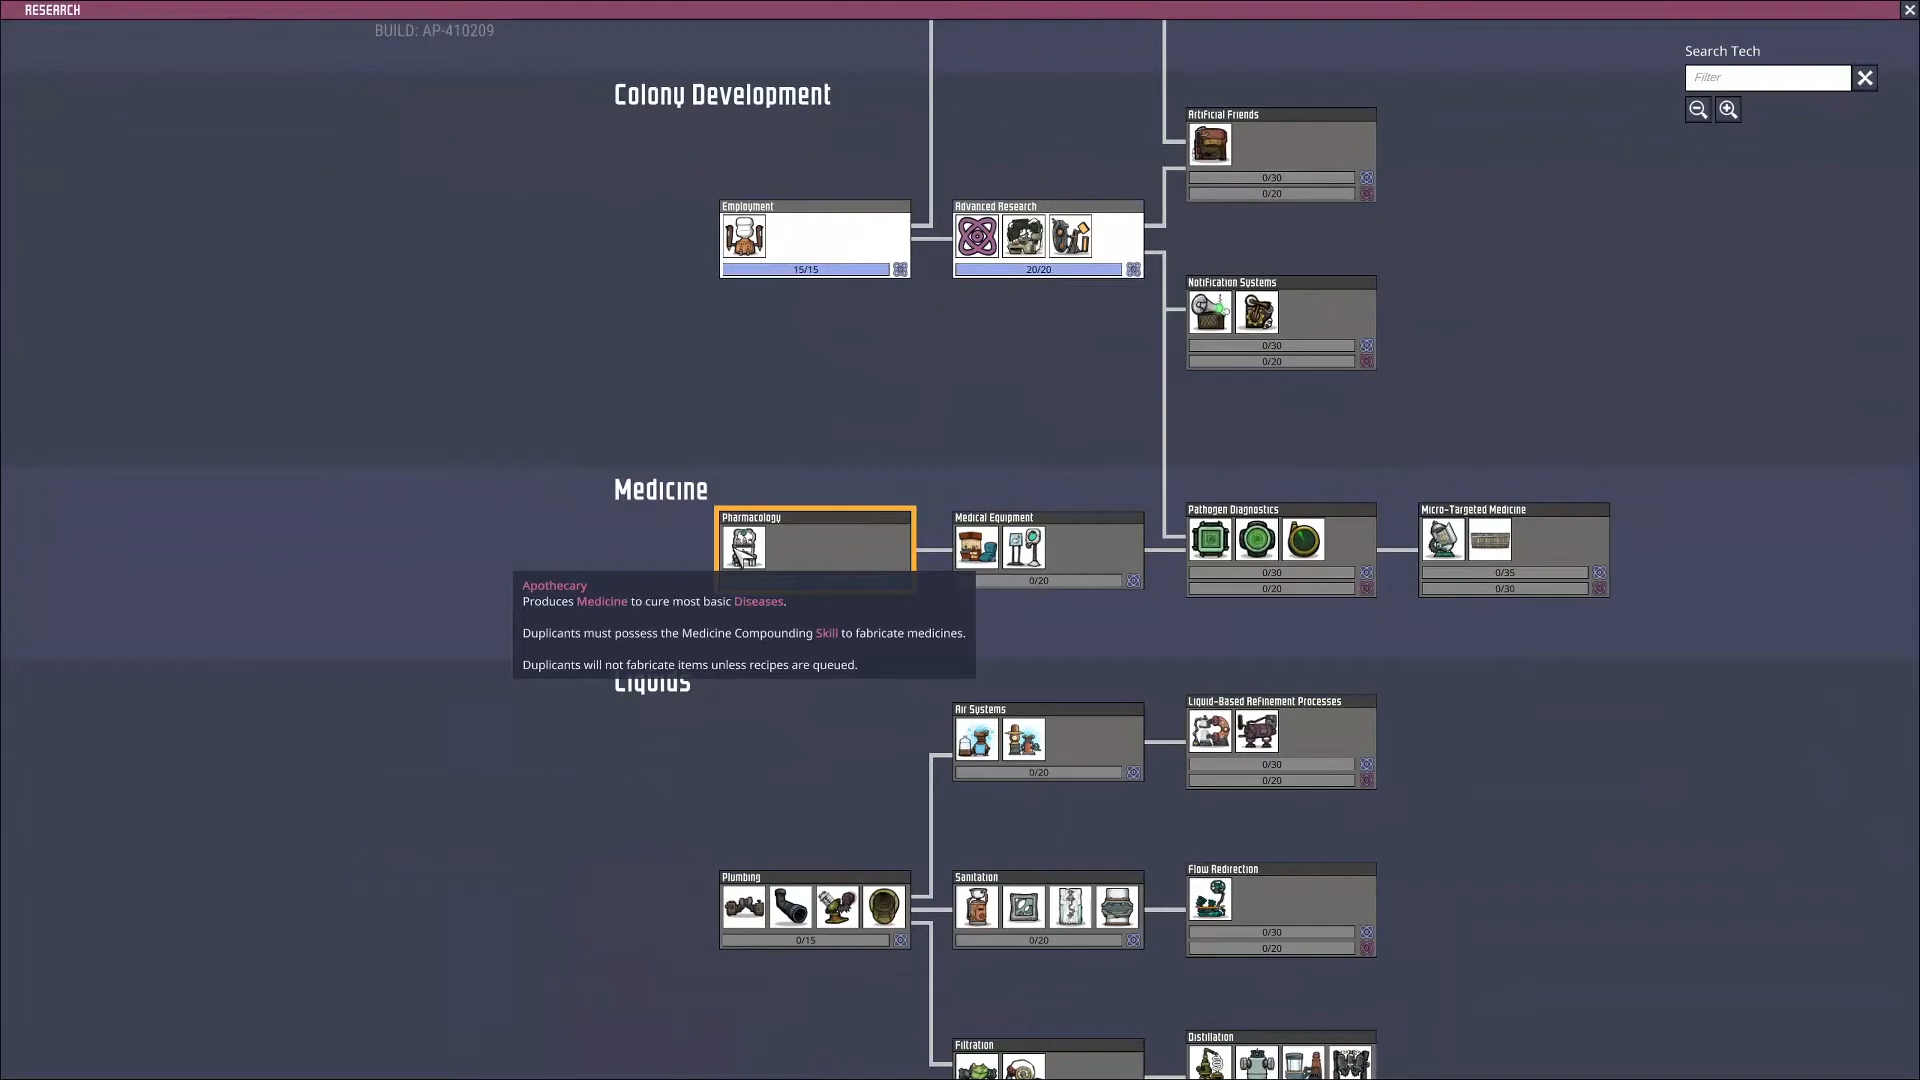 RESEARCH
BUILD: AP-410209
Search Tech
Filter
Colony Development
Artificial Friends
0/30
0/20
Employment
15/15
Advanced Research
20/20
Notification Systems
0/30
0/20
Medicine
Pharmacology
Medical Equipment
0/20
Pathogen Diagnostics
0/30
0/20
Micro-Targeted Medicine
0/35
0/30
Apothecary
Produces Medicine to cure most basic Diseases.
Duplicants must possess the Medicine Compounding Skill to fabricate medicines.
Duplicants will not fabricate items unless recipes are queued.
Liquids
Air Systems
0/20
Liquid-Based Refinement Processes
0/30
0/20
Plumbing
0/15
Sanitation
0/20
Flow Redirection
0/30
0/20
Filtration
Distillation